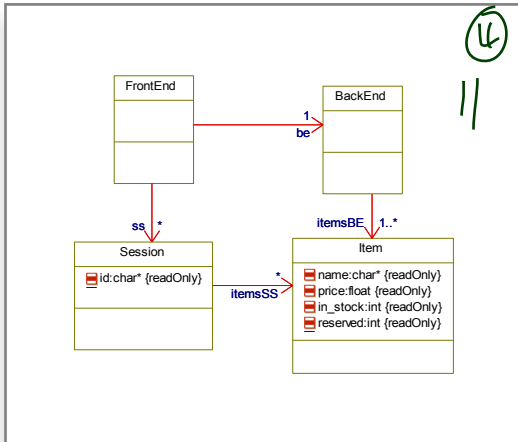 FrontEnd
BackEnd
1
be
ss *
itemsBE 1..*
Session
id:char* {readOnly}
*
itemsSS
Item
name:char* {readOnly}
price:float {readOnly}
in_stock:int {readOnly}
reserved:int {readOnly}